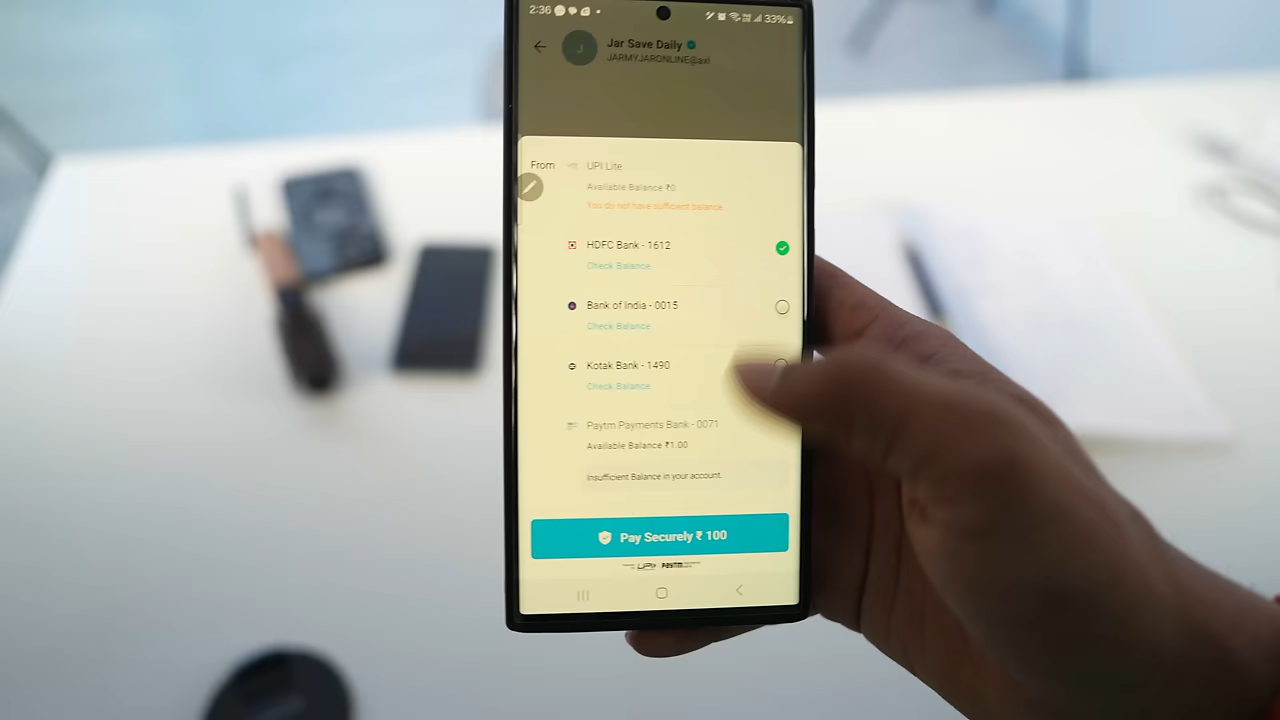 2:36
33%
J
Jar Save Daily
JARMYJARONLINE@axl
From
UPI Lite
Available Balance ₹0
You do not have sufficient balance.
HDFC Bank - 1612
Check Balance
Bank of India - 0015
Check Balance
Kotak Bank - 1490
Check Balance
Paytm Payments Bank - 0071
Available Balance ₹1.00
Insufficient Balance in your account.
Pay Securely ₹ 100
UPI Paytm